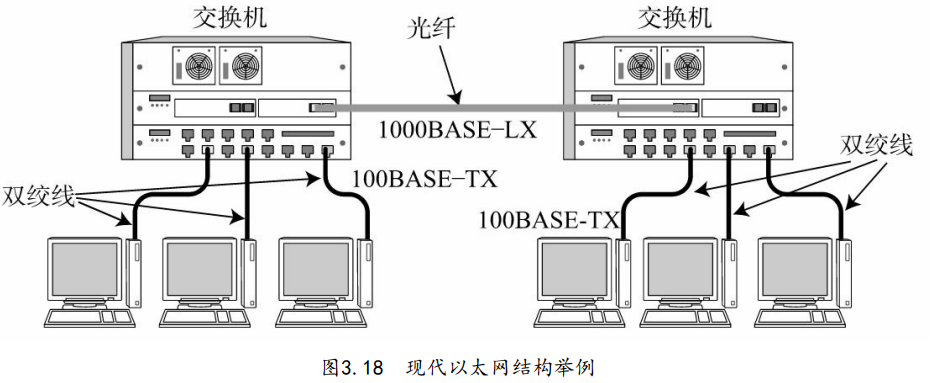 交换机
光纤
交换机
1000BASE-LX
双绞线
100BASE-TX
双绞线
100BASE-TX
图3.18 现代以太网结构举例